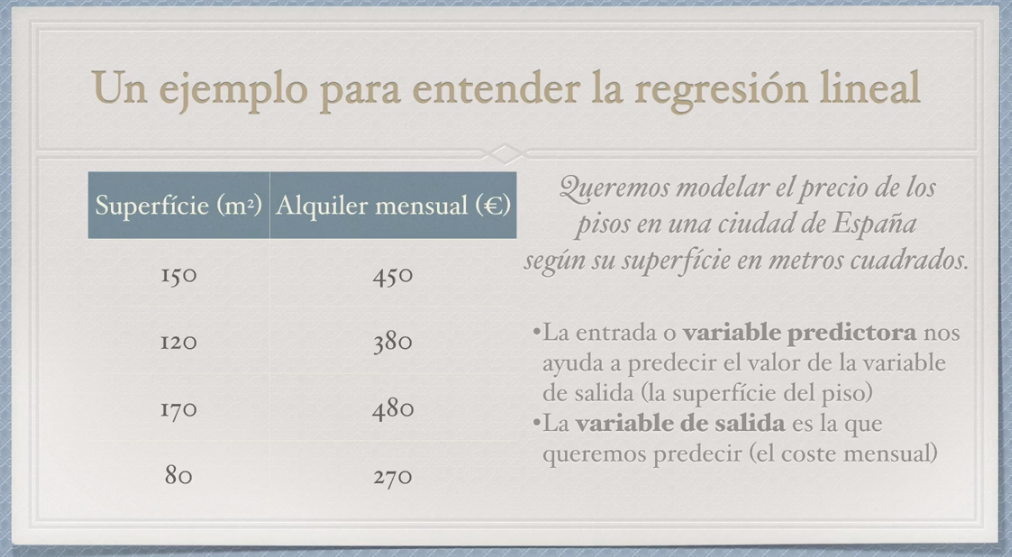 Un ejemplo para entender la regresión lineal
Superfície (m²) Alquiler mensual (€)
150 450
120 380
170 480
80 270
Queremos modelar el precio de los
pisos en una ciudad de España
según su superfície en metros cuadrados.
•La entrada o variable predictora nos
ayuda a predecir el valor de la variable
de salida (la superfície del piso)
•La variable de salida es la que
queremos predecir (el coste mensual)